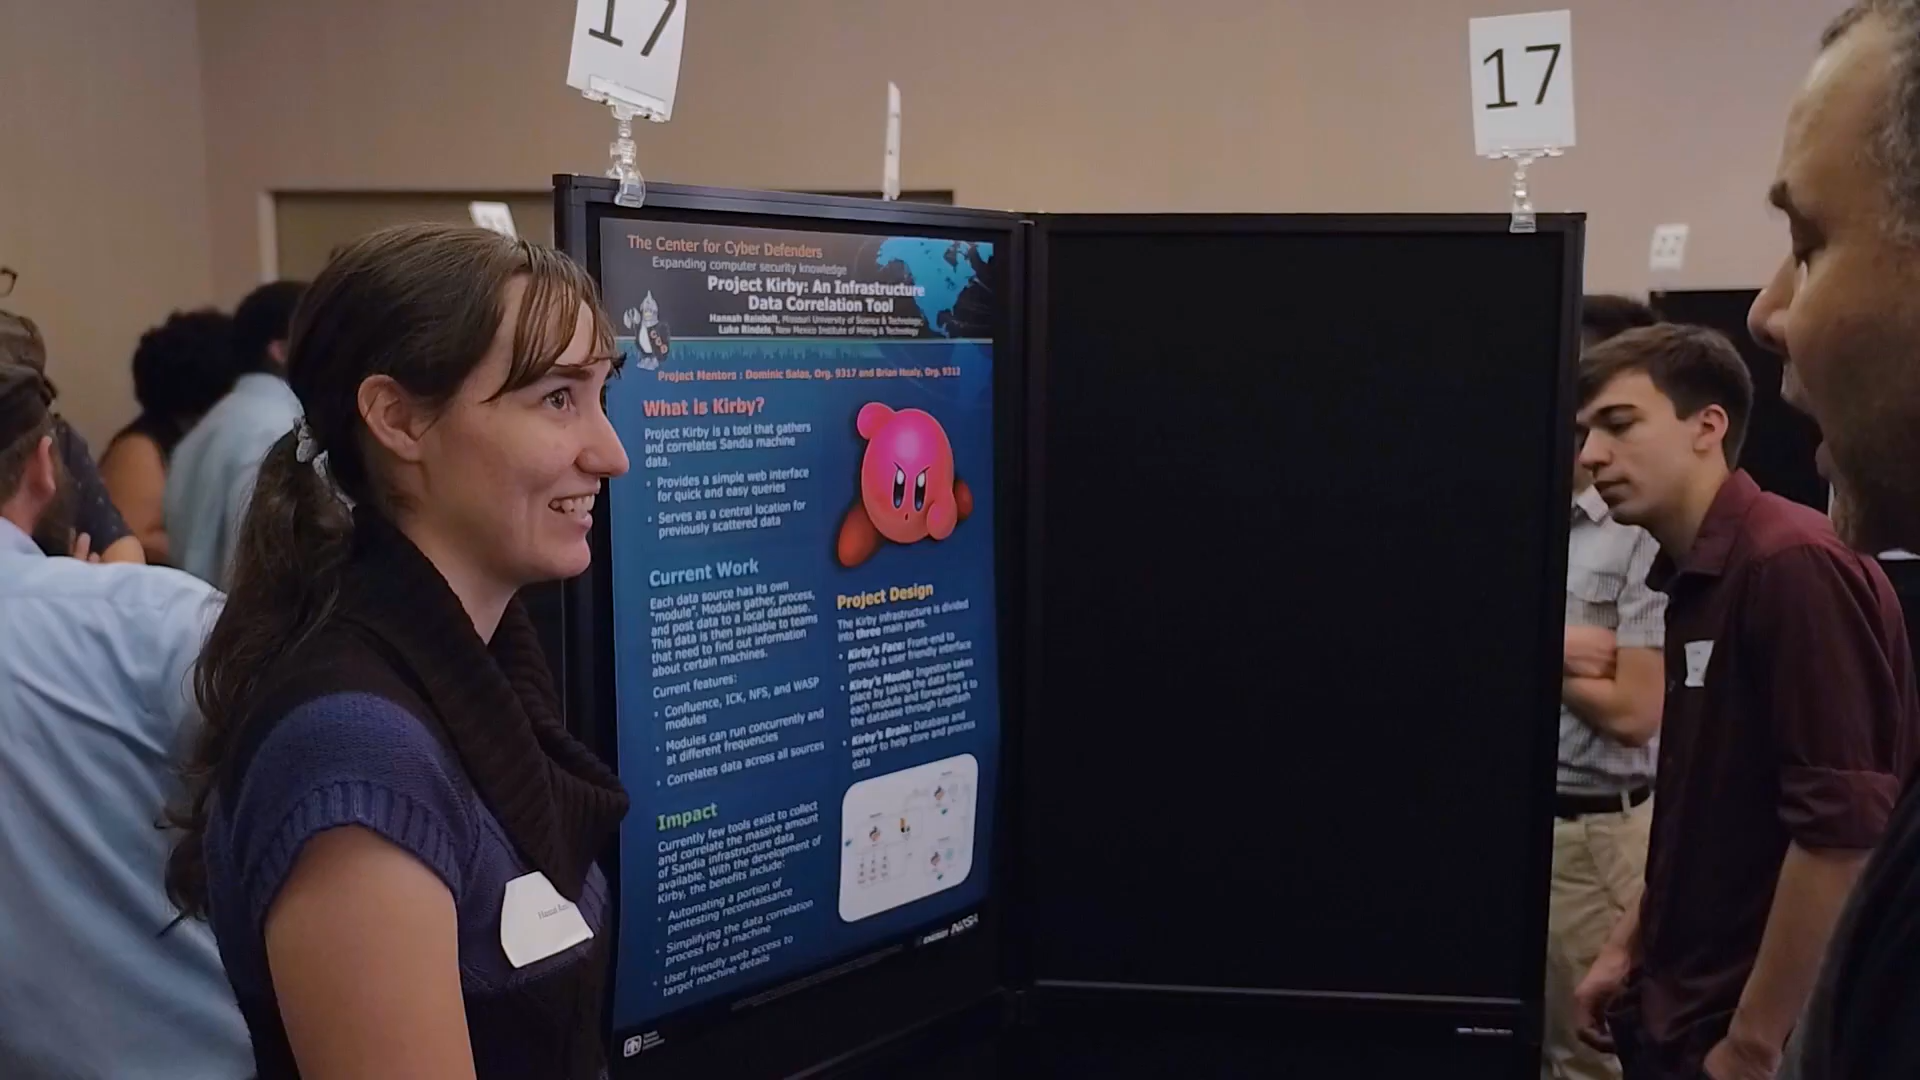 17
17
The Center for Cyber Defenders
Expanding computer security knowledge
Project Kirby: An Infrastructure
Data Correlation Tool
Hannah Reinbolt, Missouri University of Science & Technology,
Luke Rindels, New Mexico Institute of Mining & Technology
Project Mentors : Dominic Salas, Org. 9317 and Brian Healy, Org. 9312
What is Kirby?
Project Kirby is a tool that gathers
and correlates Sandia machine
data.
• Provides a simple web interface
for quick and easy queries
• Serves as a central location for
previously scattered data
Current Work
Each data source has its own
"module". Modules gather, process,
and post data to a local database.
This data is then available to teams
that need to find out information
about certain machines.
Current features:
• Confluence, ICK, NFS, and WASP
modules
• Modules can run concurrently and
at different frequencies
• Correlates data across all sources
Impact
Currently few tools exist to collect
and correlate the massive amount
of Sandia infrastructure data
available. With the development of
Kirby, the benefits include:
• Automating a portion of
pentesting reconnaissance
• Simplifying the data correlation
process for a machine
• User friendly web access to
target machine details
Project Design
The Kirby infrastructure is divided
into three main parts.
• Kirby's Face: Front-end to
provide a user friendly interface
• Kirby's Mouth: Ingestion takes
place by taking the data from
each module and forwarding it to
the database through Logstash
• Kirby's Brain: Database and
server to help store and process
data
ENERGY NNSA
Hannah